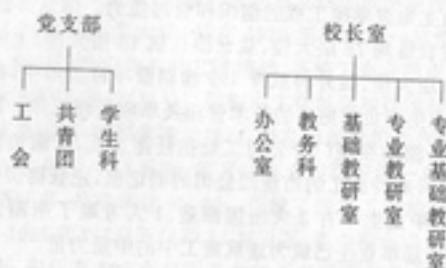 党支部
校长室
工会
共青团
学生科
办公室
教务科
基础教研室
专业教研室
专业基础教研室